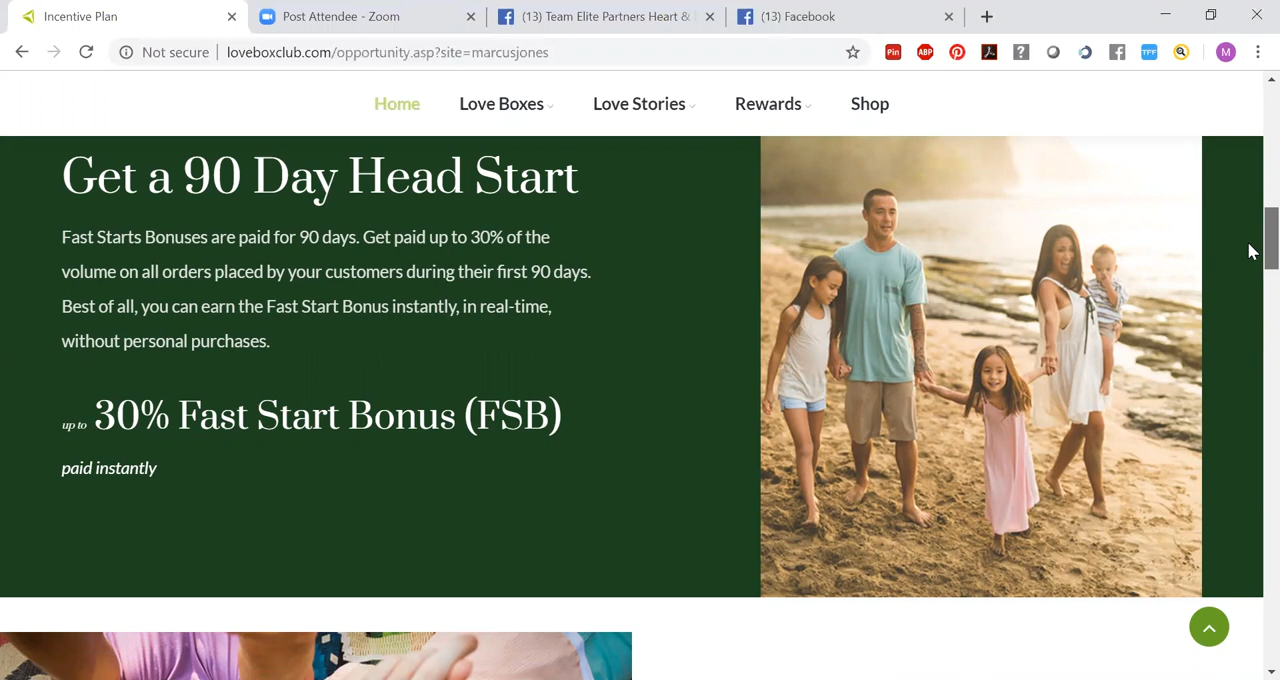 Incentive Plan
Post Attendee - Zoom
(13) Team Elite Partners Heart &
(13) Facebook
Not secure
loveboxclub.com/opportunity.asp?site=marcusjones
Pin
ABP
?
TFF
M
Home
Love Boxes
Love Stories
Rewards
Shop
Get a 90 Day Head Start
Fast Starts Bonuses are paid for 90 days. Get paid up to 30% of the
volume on all orders placed by your customers during their first 90 days.
Best of all, you can earn the Fast Start Bonus instantly, in real-time,
without personal purchases.
up to 30% Fast Start Bonus (FSB)
paid instantly